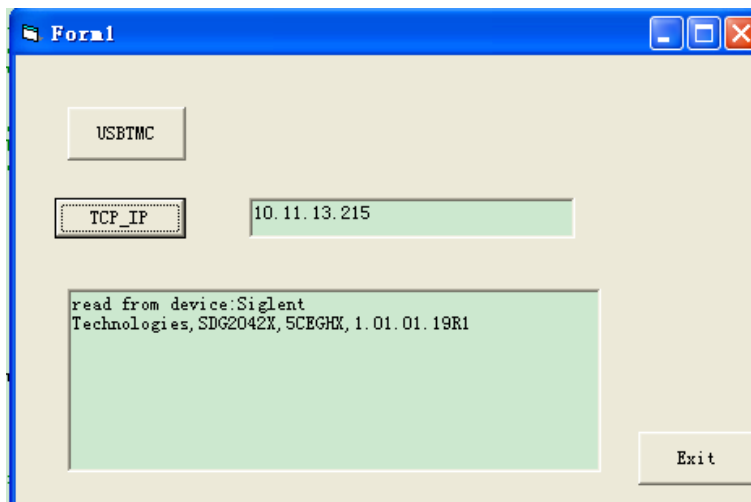 Form1
USBTMC
TCP_IP
10.11.13.215
read from device:Siglent
Technologies,SDG2042X,5CEGHX,1.01.01.19R1
Exit